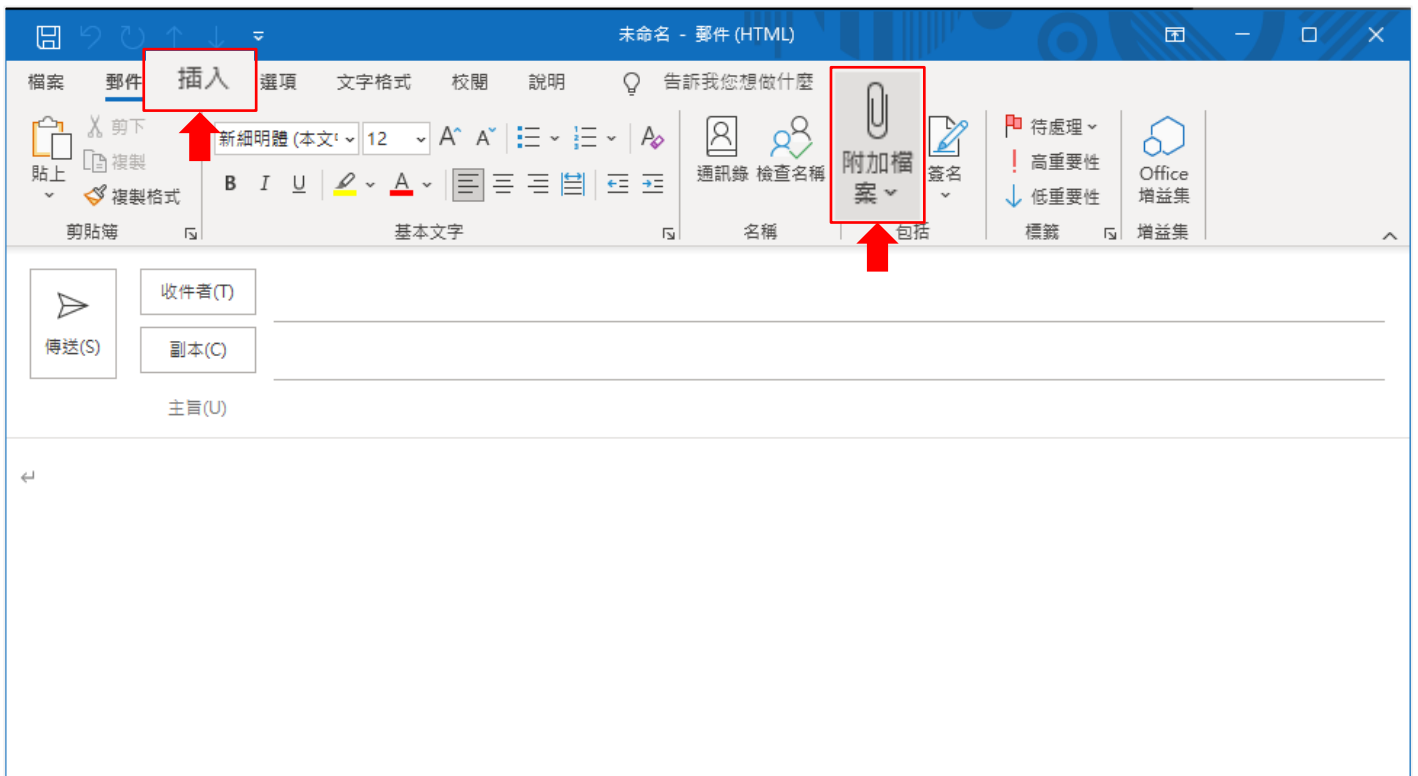 未命名 - 郵件 (HTML)
檔案 郵件 插入 選項 文字格式 校閱 說明 告訴我您想做什麼
貼上
剪下
複製
複製格式
剪貼簿
新細明體 (本文 12
B I U
基本文字
通訊錄 檢查名稱
名稱
附加檔
案
簽名
包括
待處理
高重要性
低重要性
標籤
Office
增益集
增益集
傳送(S)
收件者(T)
副本(C)
主旨(U)